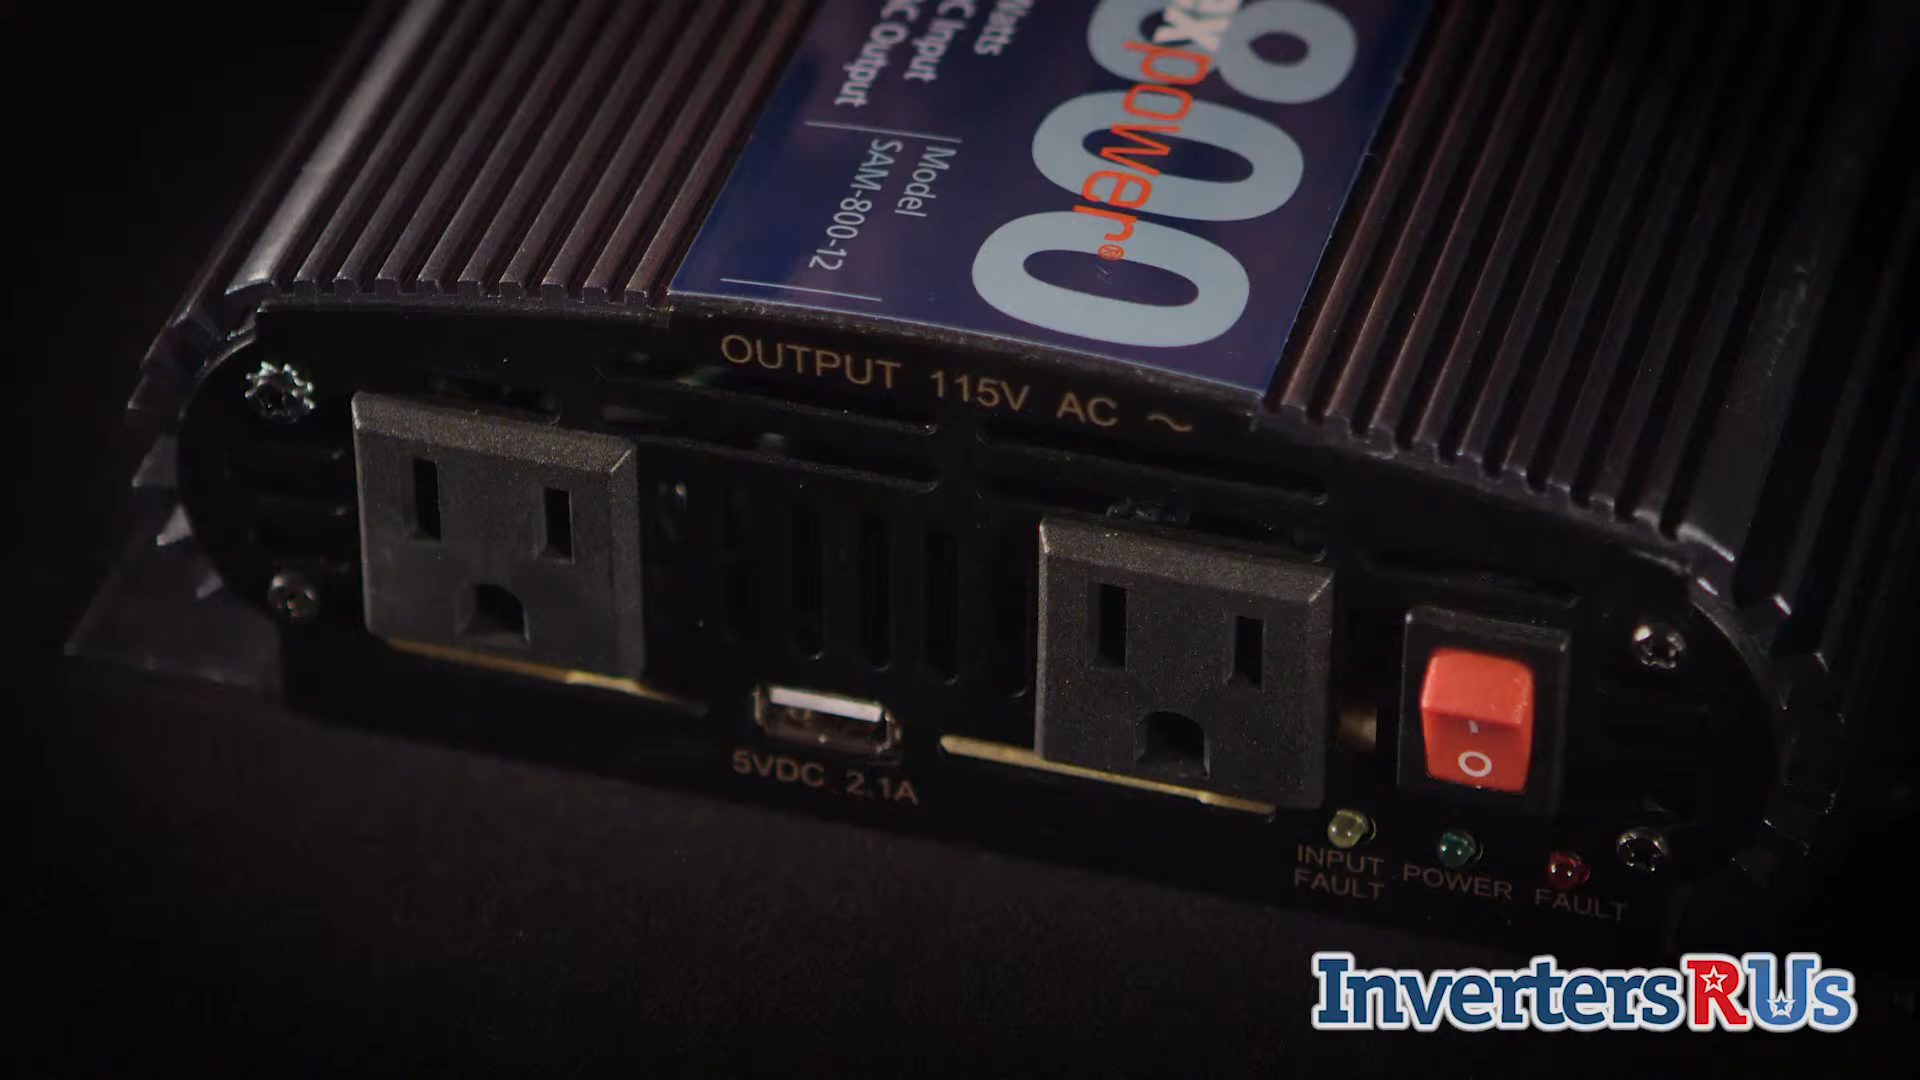 800
expower®
Watts
C Input
C Output
Model
SAM-800-12
OUTPUT 115V AC ~
5VDC 2.1A
- O
INPUT FAULT
POWER
FAULT
InvertersRUs